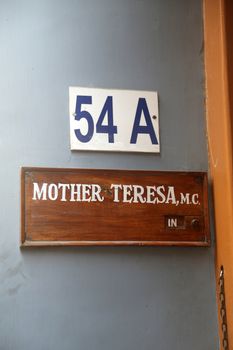 54 A
MOTHER TERESA, M.C.
IN